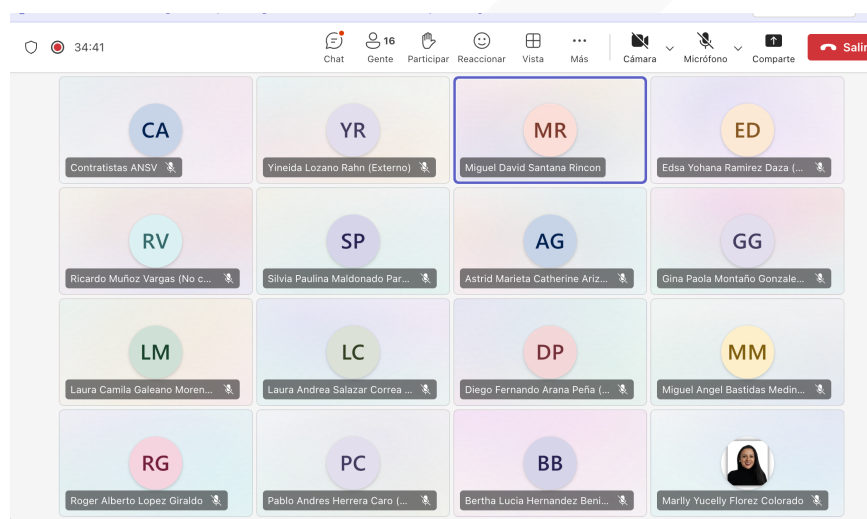 34:41
Chat
16
Gente
Participar
Reaccionar
Vista
Más
Cámara
Micrófono
Comparte
Salir
CA
Contratistas ANSV
YR
Yineida Lozano Rahn (Externo)
MR
Miguel David Santana Rincon
ED
Edsa Yohana Ramirez Daza (...
RV
Ricardo Muñoz Vargas (No c...
SP
Silvia Paulina Maldonado Par...
AG
Astrid Marieta Catherine Ariz...
GG
Gina Paola Montaño Gonzale...
LM
Laura Camila Galeano Moren...
LC
Laura Andrea Salazar Correa ...
DP
Diego Fernando Arana Peña (...
MM
Miguel Angel Bastidas Medin...
RG
Roger Alberto Lopez Giraldo
PC
Pablo Andres Herrera Caro (...
BB
Bertha Lucia Hernandez Beni...
Marlly Yucelly Florez Colorado